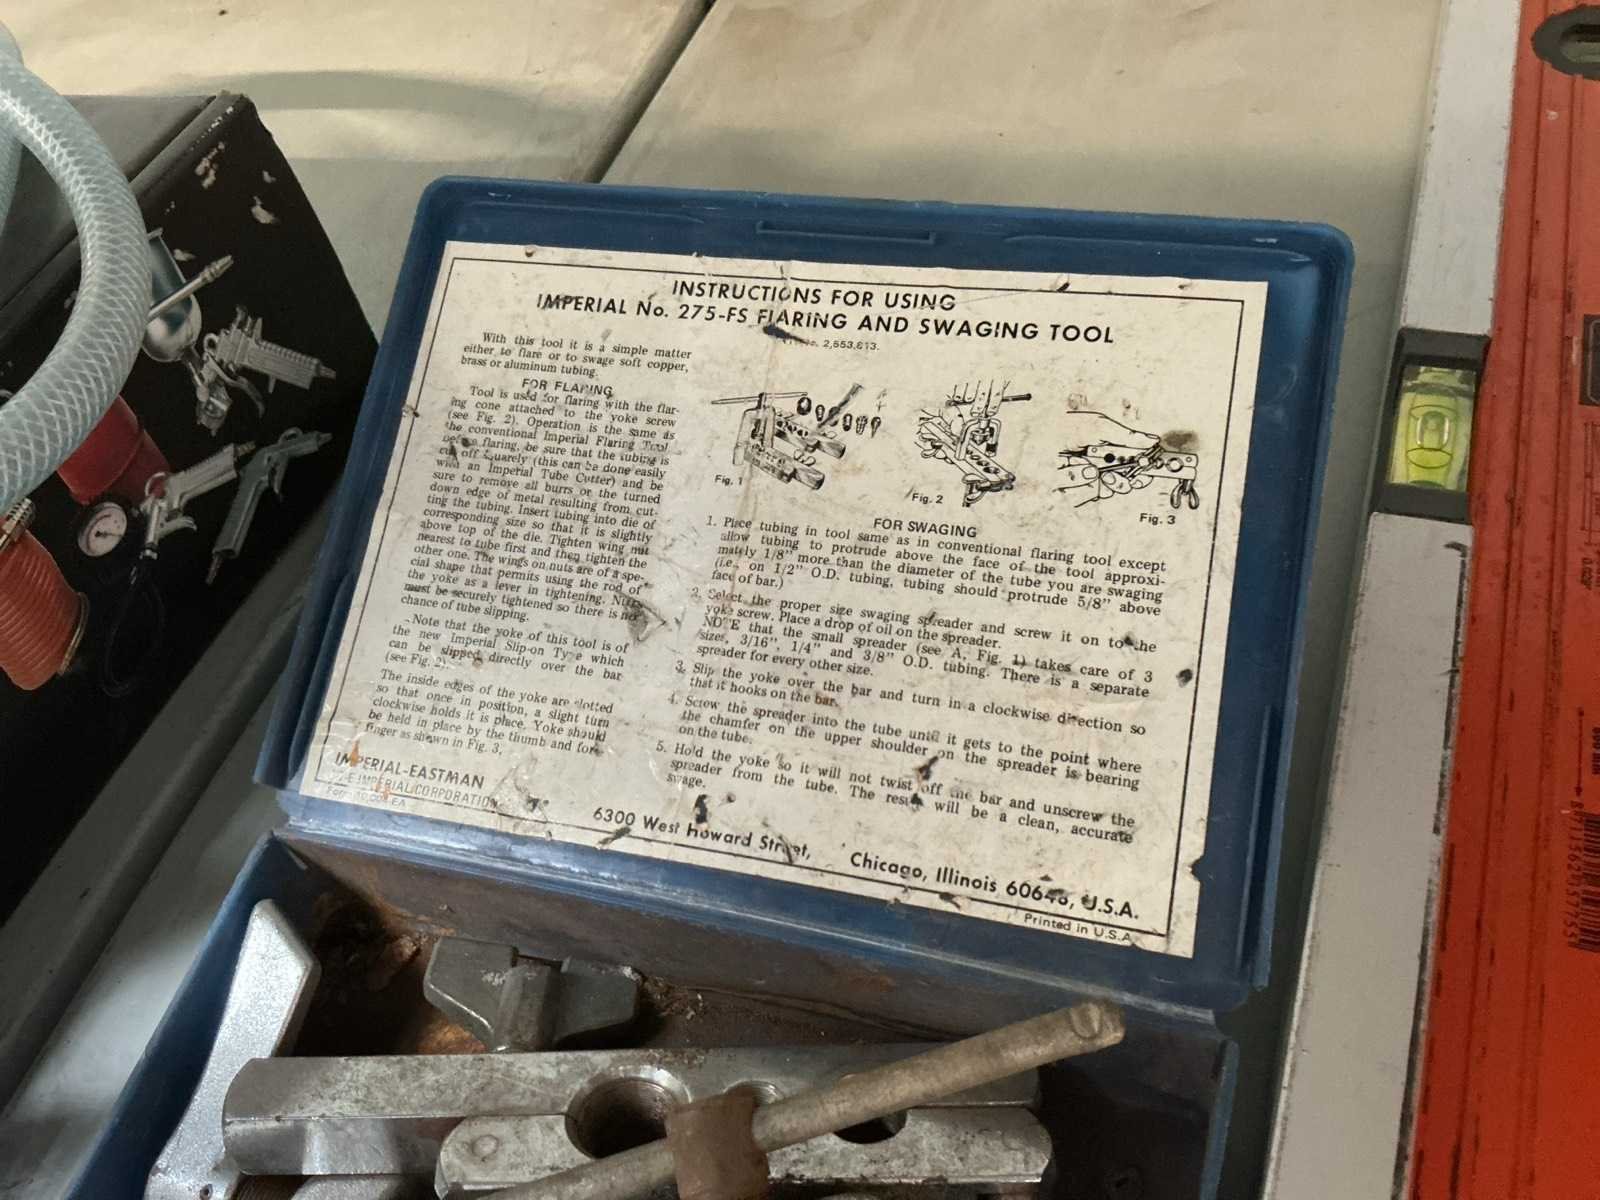 INSTRUCTIONS FOR USING
IMPERIAL No. 275-FS FLARING AND SWAGING TOOL
2,553,813.
With this tool it is a simple matter
either to flare or to swage soft copper,
brass or aluminum tubing.
FOR FLARING
Tool is used for flaring with the flar-
ing cone attached to the yoke screw
(see Fig. 2). Operation is the same as
the conventional Imperial Flaring Tool
before flaring, be sure that the tubing is
cut off squarely (this can be done easily
with an Imperial Tube Cutter) and be
sure to remove all burrs or the turned
down edge of metal resulting from cut-
ting the tubing. Insert tubing into die of
corresponding size so that it is slightly
above top of the die. Tighten wing nut
nearest to tube first and then tighten the
other one. The wings on nuts are of a spe-
cial shape that permits using the rod of
the yoke as a lever in tightening. Nuts
must be securely tightened so there is no
chance of tube slipping.
Note that the yoke of this tool is of
the new Imperial Slip-on Type which
can be slipped directly over the bar
(see Fig. 2).
The inside edges of the yoke are slotted
so that once in position, a slight turn
clockwise holds it is place. Yoke should
be held in place by the thumb and fore-
finger as shown in Fig. 3,
IMPERIAL-EASTMAN
IMPERIAL CORPORATION
Fig. 1
Fig. 2
Fig. 3
FOR SWAGING
1. Place tubing in tool same as in conventional flaring tool except
allow tubing to protrude above the face of the tool approxi-
mately 1/8" more than the diameter of the tube you are swaging
(i.e., on 1/2" O.D. tubing, tubing should protrude 5/8" above
face of bar.)
2. Select the proper size swaging spreader and screw it on to the
yoke screw. Place a drop of oil on the spreader.
NOTE that the small spreader (see A, Fig. 1) takes care of 3
sizes, 3/16", 1/4" and 3/8" O.D. tubing. There is a separate
spreader for every other size.
3. Slip the yoke over the bar and turn in a clockwise direction so
that it hooks on the bar.
4. Screw the spreader into the tube until it gets to the point where
the chamfer on the upper shoulder on the spreader is bearing
on the tube.
5. Hold the yoke so it will not twist off the bar and unscrew the
spreader from the tube. The result will be a clean, accurate
swage.
6300 West Howard Street, Chicago, Illinois 60648, U.S.A.
Printed in U.S.A.